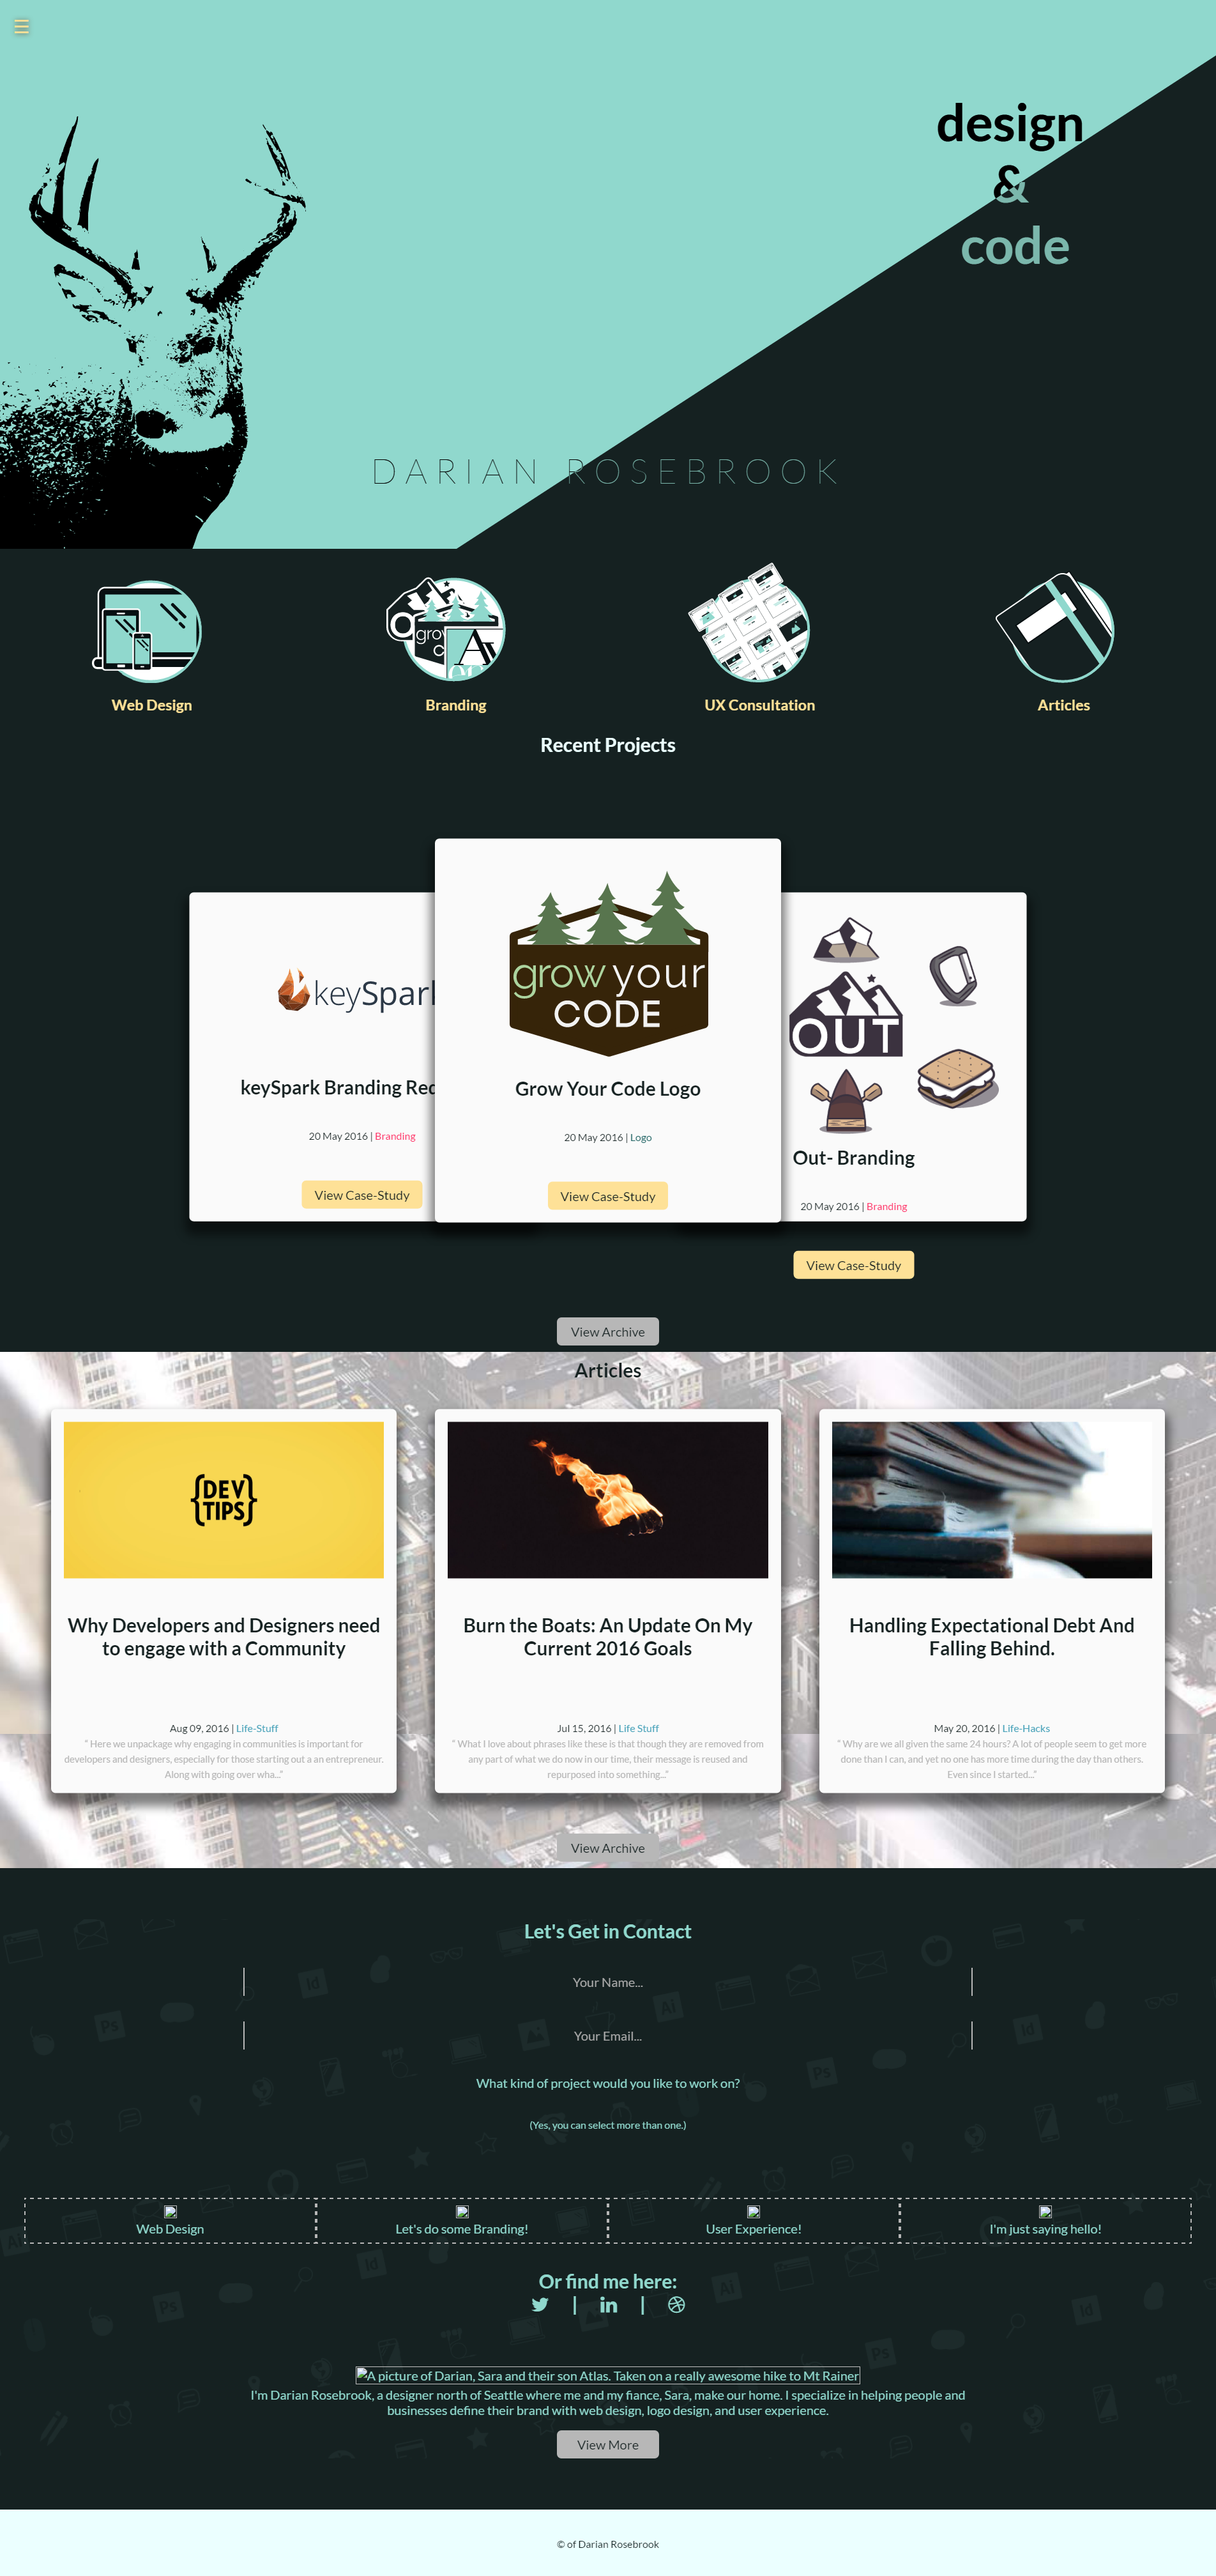 ☰
design
&
code
DARIAN ROSEBROOK
Web Design
Branding
UX Consultation
Articles
Recent Projects
keySpark
keySpark Branding Red
20 May 2016 | Branding
View Case-Study
grow your
CODE
Grow Your Code Logo
20 May 2016 | Logo
View Case-Study
OUT
Out- Branding
20 May 2016 | Branding
View Case-Study
View Archive
Articles
{DEV
TIPS}
Why Developers and Designers need
to engage with a Community
Aug 09, 2016 | Life-Stuff
" Here we unpackage why engaging in communities is important for
developers and designers, especially for those starting out a an entrepreneur.
Along with going over wha..."
Burn the Boats: An Update On My
Current 2016 Goals
Jul 15, 2016 | Life Stuff
" What I love about phrases like these is that though they are removed from
any part of what we do now in our time, their message is reused and
repurposed into something..."
Handling Expectational Debt And
Falling Behind.
May 20, 2016 | Life-Hacks
" Why are we all given the same 24 hours? A lot of people seem to get more
done than I can, and yet no one has more time during the day than others.
Even since I started..."
View Archive
Let's Get in Contact
Your Name...
Your Email...
What kind of project would you like to work on?
(Yes, you can select more than one.)
Web Design
Let's do some Branding!
User Experience!
I'm just saying hello!
Or find me here:
| |
A picture of Darian, Sara and their son Atlas. Taken on a really awesome hike to Mt Rainer
I'm Darian Rosebrook, a designer north of Seattle where me and my fiance, Sara, make our home. I specialize in helping people and
businesses define their brand with web design, logo design, and user experience.
View More
© of Darian Rosebrook